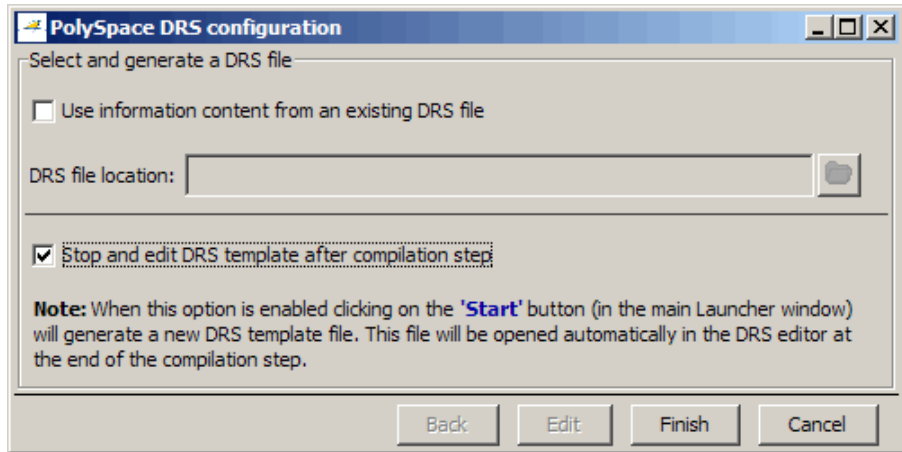 PolySpace DRS configuration
Select and generate a DRS file
Use information content from an existing DRS file
DRS file location:
Stop and edit DRS template after compilation step
Note: When this option is enabled clicking on the 'Start' button (in the main Launcher window)
will generate a new DRS template file. This file will be opened automatically in the DRS editor at
the end of the compilation step.
Back Edit Finish Cancel